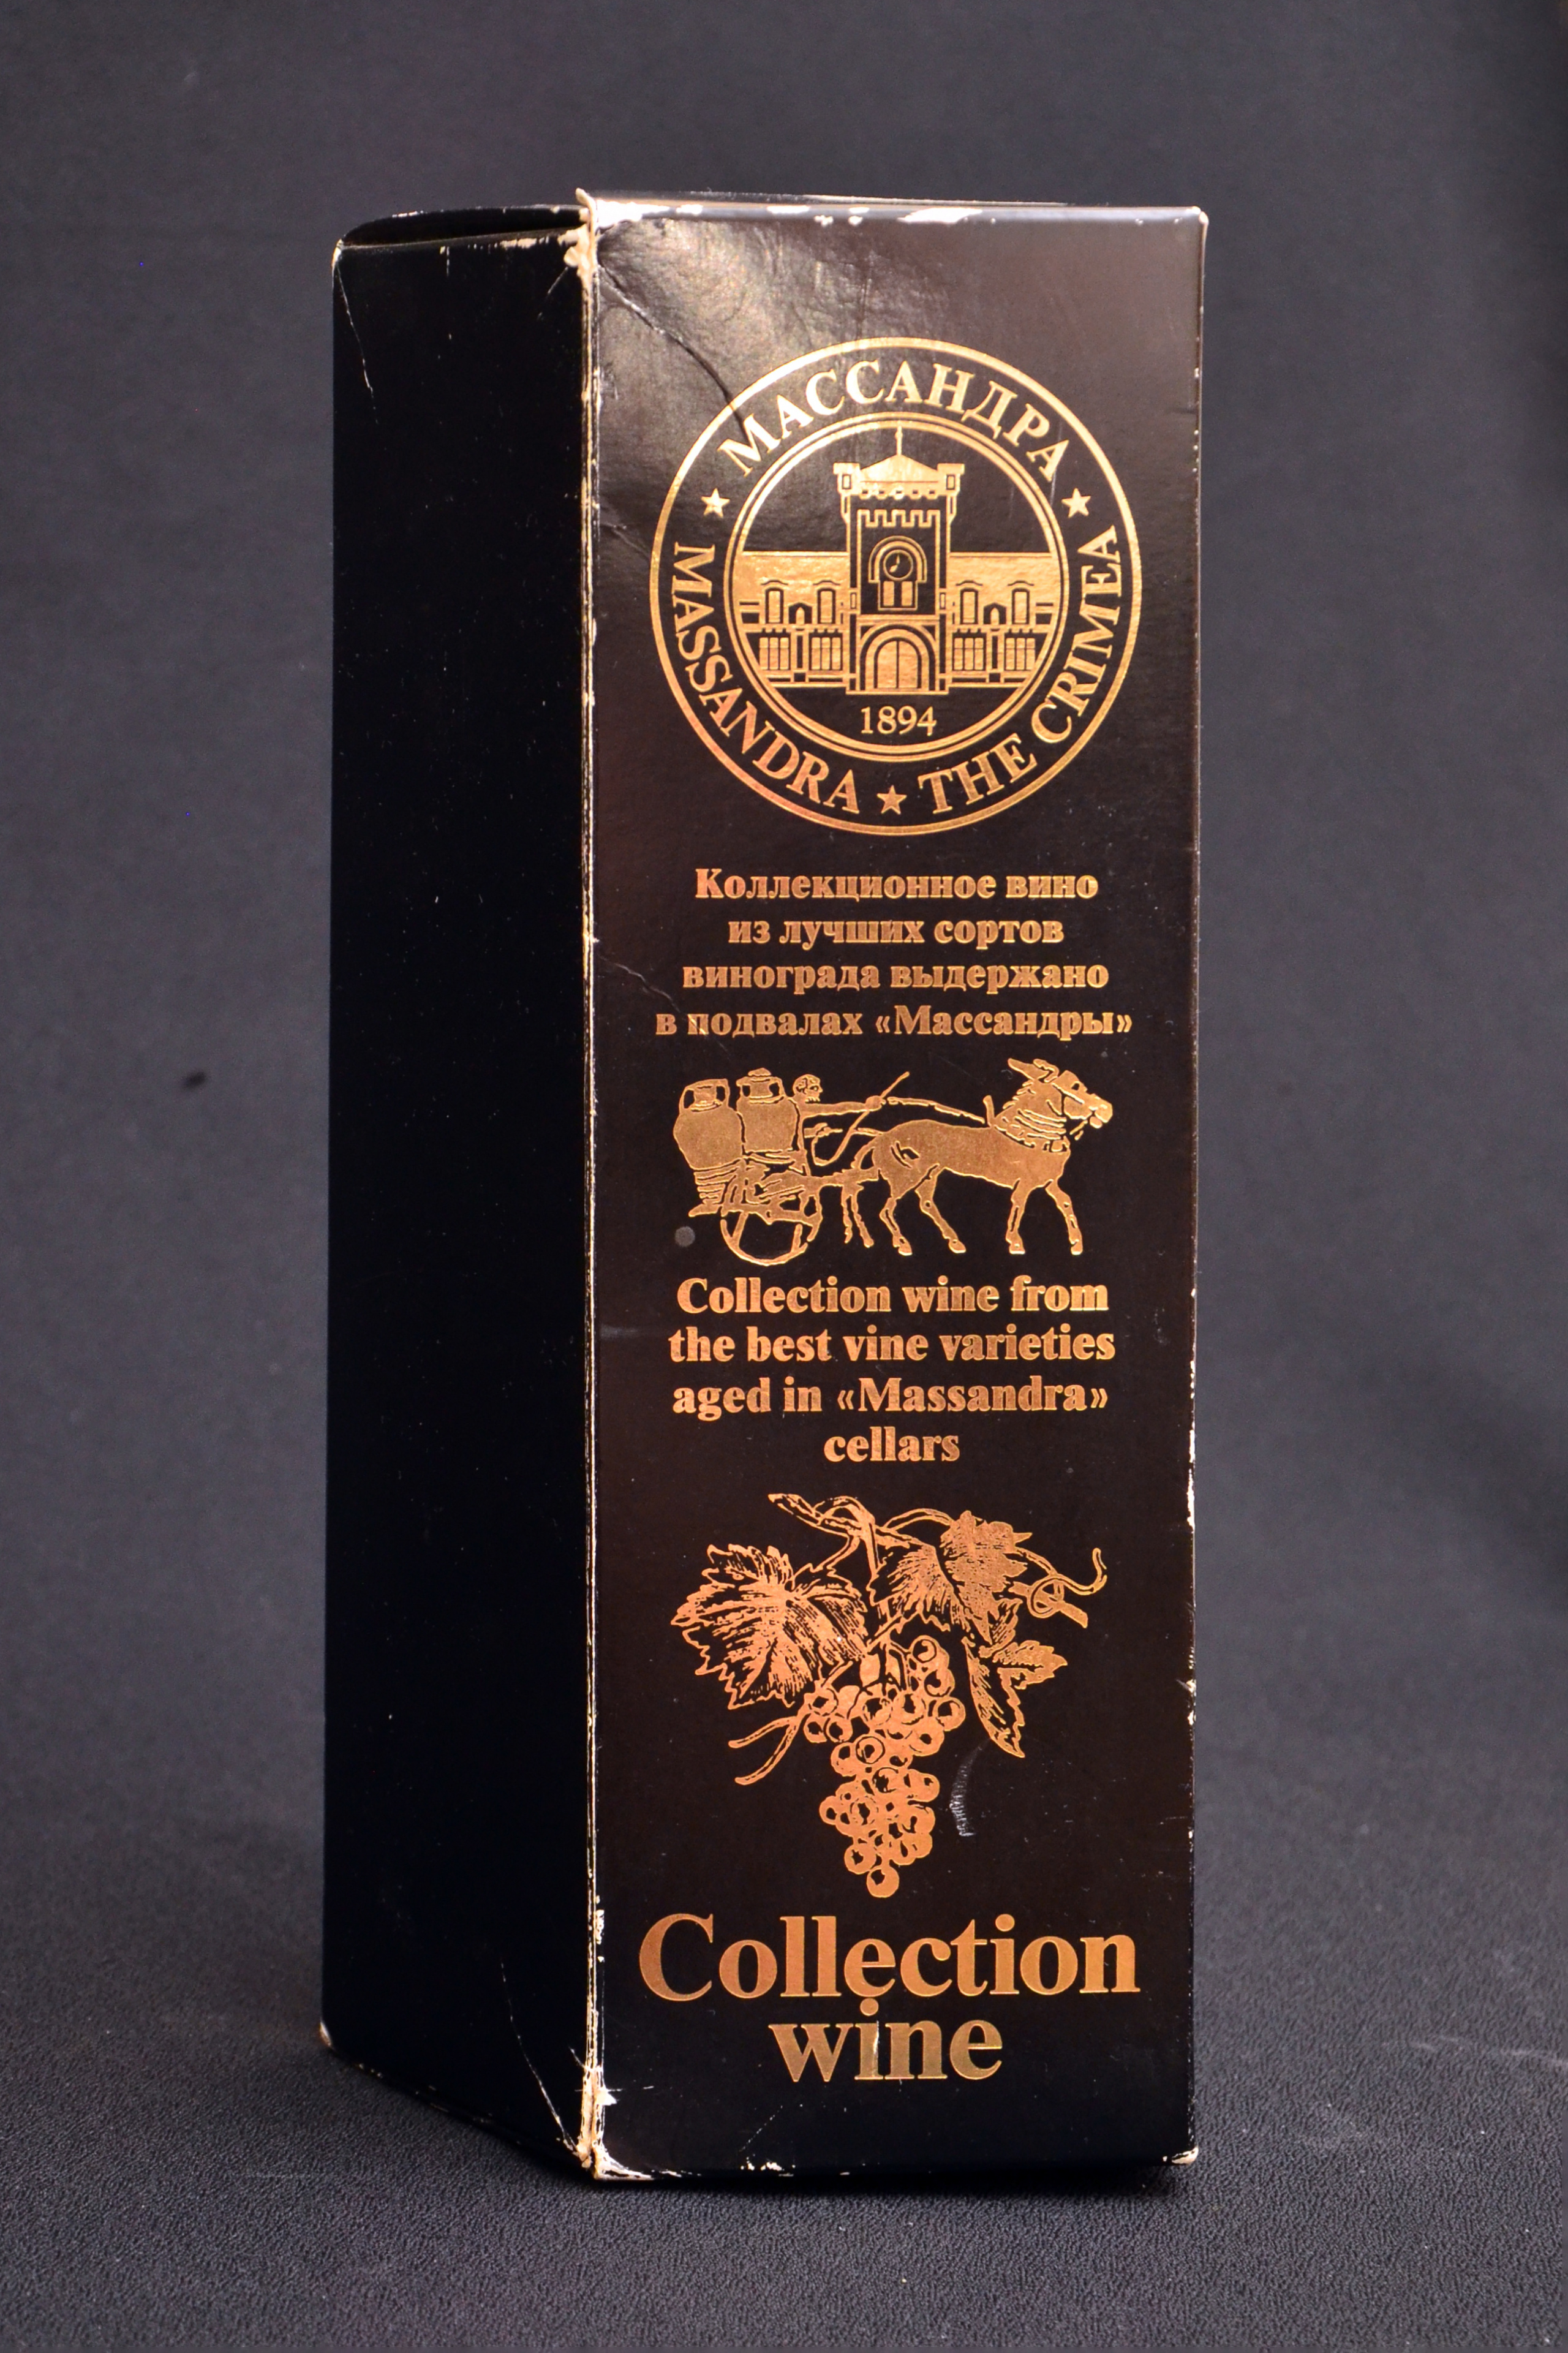 МАССАНДРА
MASSANDRA ★ THE CRIMEA
1894
Коллекционное вино
из лучших сортов
винограда выдержано
в подвалах «Массандры»
Collection wine from
the best vine varieties
aged in «Massandra»
cellars
Collection
wine